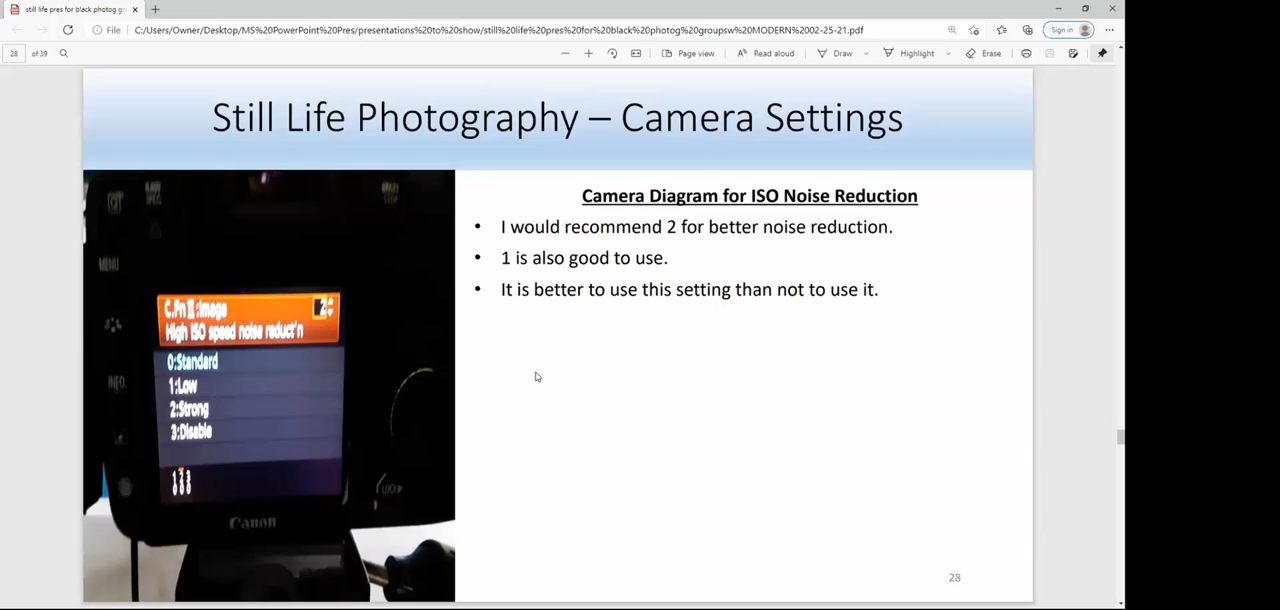 still life pres for black photog gr
File
C:/Users/Owner/Desktop/MS%20PowerPoint%20Pres/presentations%20to%20show/still%20life%20pres%20for%20black%20photog%20groupsw%20MODERN%2002-25-21.pdf
Sign in
28 of 39
Page view
Read aloud
Draw
Highlight
Erase
Still Life Photography – Camera Settings
MENU
INFO.
C.Fn II :Image
2
High ISO speed noise reduct'n
0:Standard
1:Low
2:Strong
3:Disable
LOCK
Canon
Camera Diagram for ISO Noise Reduction
• I would recommend 2 for better noise reduction.
• 1 is also good to use.
• It is better to use this setting than not to use it.
28